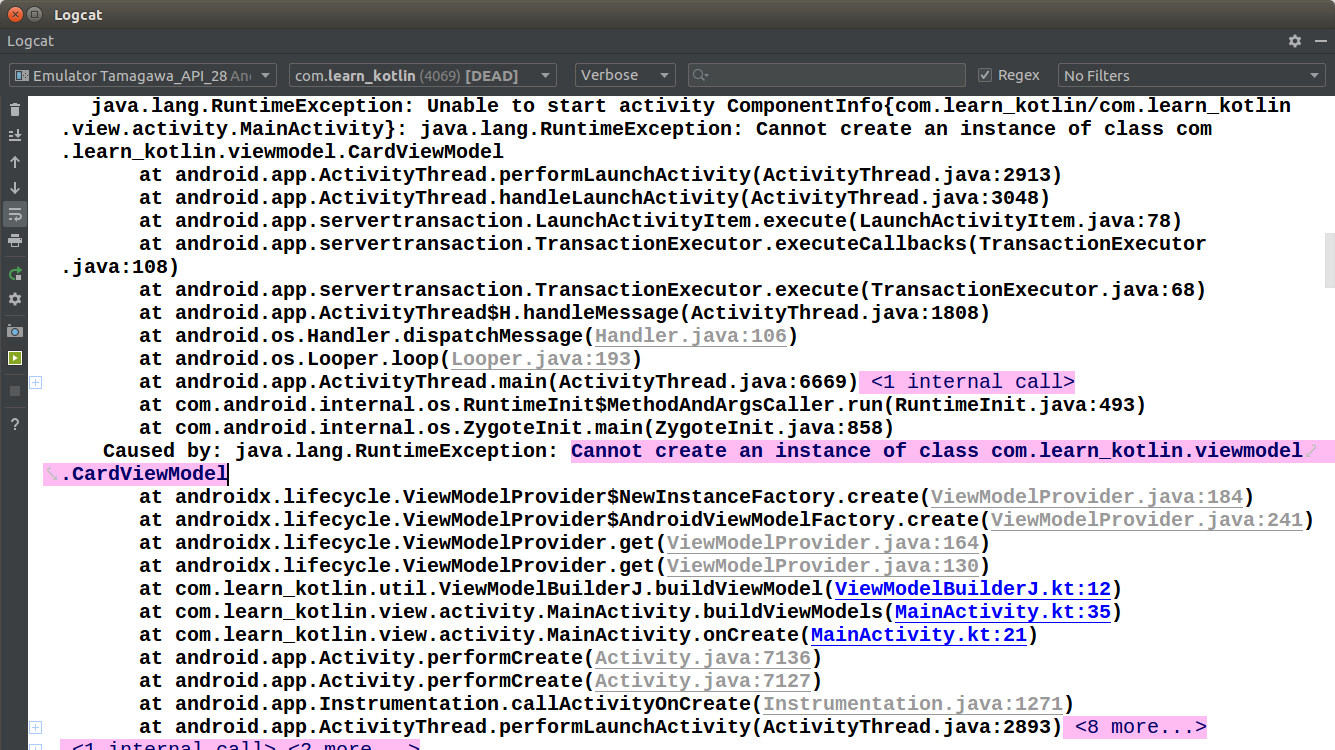 Logcat
Logcat
Emulator Tamagawa_API_28 And com.learn_kotlin (4069) [DEAD] Verbose Regex No Filters
java.lang.RuntimeException: Unable to start activity ComponentInfo{com.learn_kotlin/com.learn_kotlin
.view.activity.MainActivity}: java.lang.RuntimeException: Cannot create an instance of class com
.learn_kotlin.viewmodel.CardViewModel
at android.app.ActivityThread.performLaunchActivity(ActivityThread.java:2913)
at android.app.ActivityThread.handleLaunchActivity(ActivityThread.java:3048)
at android.app.servertransaction.LaunchActivityItem.execute(LaunchActivityItem.java:78)
at android.app.servertransaction.TransactionExecutor.executeCallbacks(TransactionExecutor
.java:108)
at android.app.servertransaction.TransactionExecutor.execute(TransactionExecutor.java:68)
at android.app.ActivityThread$H.handleMessage(ActivityThread.java:1808)
at android.os.Handler.dispatchMessage(Handler.java:106)
at android.os.Looper.loop(Looper.java:193)
at android.app.ActivityThread.main(ActivityThread.java:6669) <1 internal call>
at com.android.internal.os.RuntimeInit$MethodAndArgsCaller.run(RuntimeInit.java:493)
at com.android.internal.os.ZygoteInit.main(ZygoteInit.java:858)
Caused by: java.lang.RuntimeException: Cannot create an instance of class com.learn_kotlin.viewmodel
.CardViewModel
at androidx.lifecycle.ViewModelProvider$NewInstanceFactory.create(ViewModelProvider.java:184)
at androidx.lifecycle.ViewModelProvider$AndroidViewModelFactory.create(ViewModelProvider.java:241)
at androidx.lifecycle.ViewModelProvider.get(ViewModelProvider.java:164)
at androidx.lifecycle.ViewModelProvider.get(ViewModelProvider.java:130)
at com.learn_kotlin.util.ViewModelBuilderJ.buildViewModel(ViewModelBuilderJ.kt:12)
at com.learn_kotlin.view.activity.MainActivity.buildViewModels(MainActivity.kt:35)
at com.learn_kotlin.view.activity.MainActivity.onCreate(MainActivity.kt:21)
at android.app.Activity.performCreate(Activity.java:7136)
at android.app.Activity.performCreate(Activity.java:7127)
at android.app.Instrumentation.callActivityOnCreate(Instrumentation.java:1271)
at android.app.ActivityThread.performLaunchActivity(ActivityThread.java:2893) <8 more...>
<1 internal call> <2 more...>